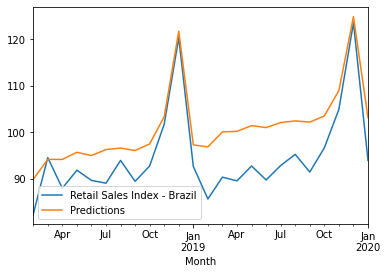 120
110
100
90
Retail Sales Index - Brazil
Predictions
Apr Jul Oct Jan Apr Jul Oct Jan
2019 2020
Month